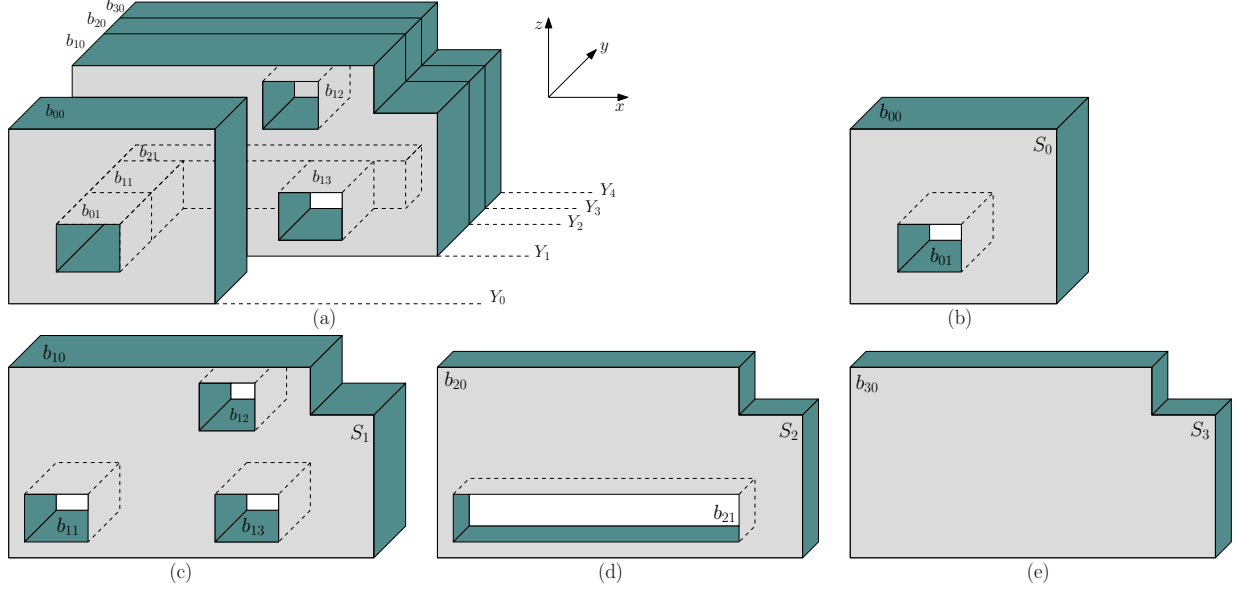 b₃₀
b₂₀
b₁₀
z
y
x
b₁₂
b₀₀
b₂₁
b₁₁
b₁₃
b₀₁
Y₄
Y₃
Y₂
Y₁
Y₀
(a)
b₀₀
S₀
b₀₁
(b)
b₁₀
b₁₂
S₁
b₁₁
b₁₃
(c)
b₂₀
S₂
b₂₁
(d)
b₃₀
S₃
(e)